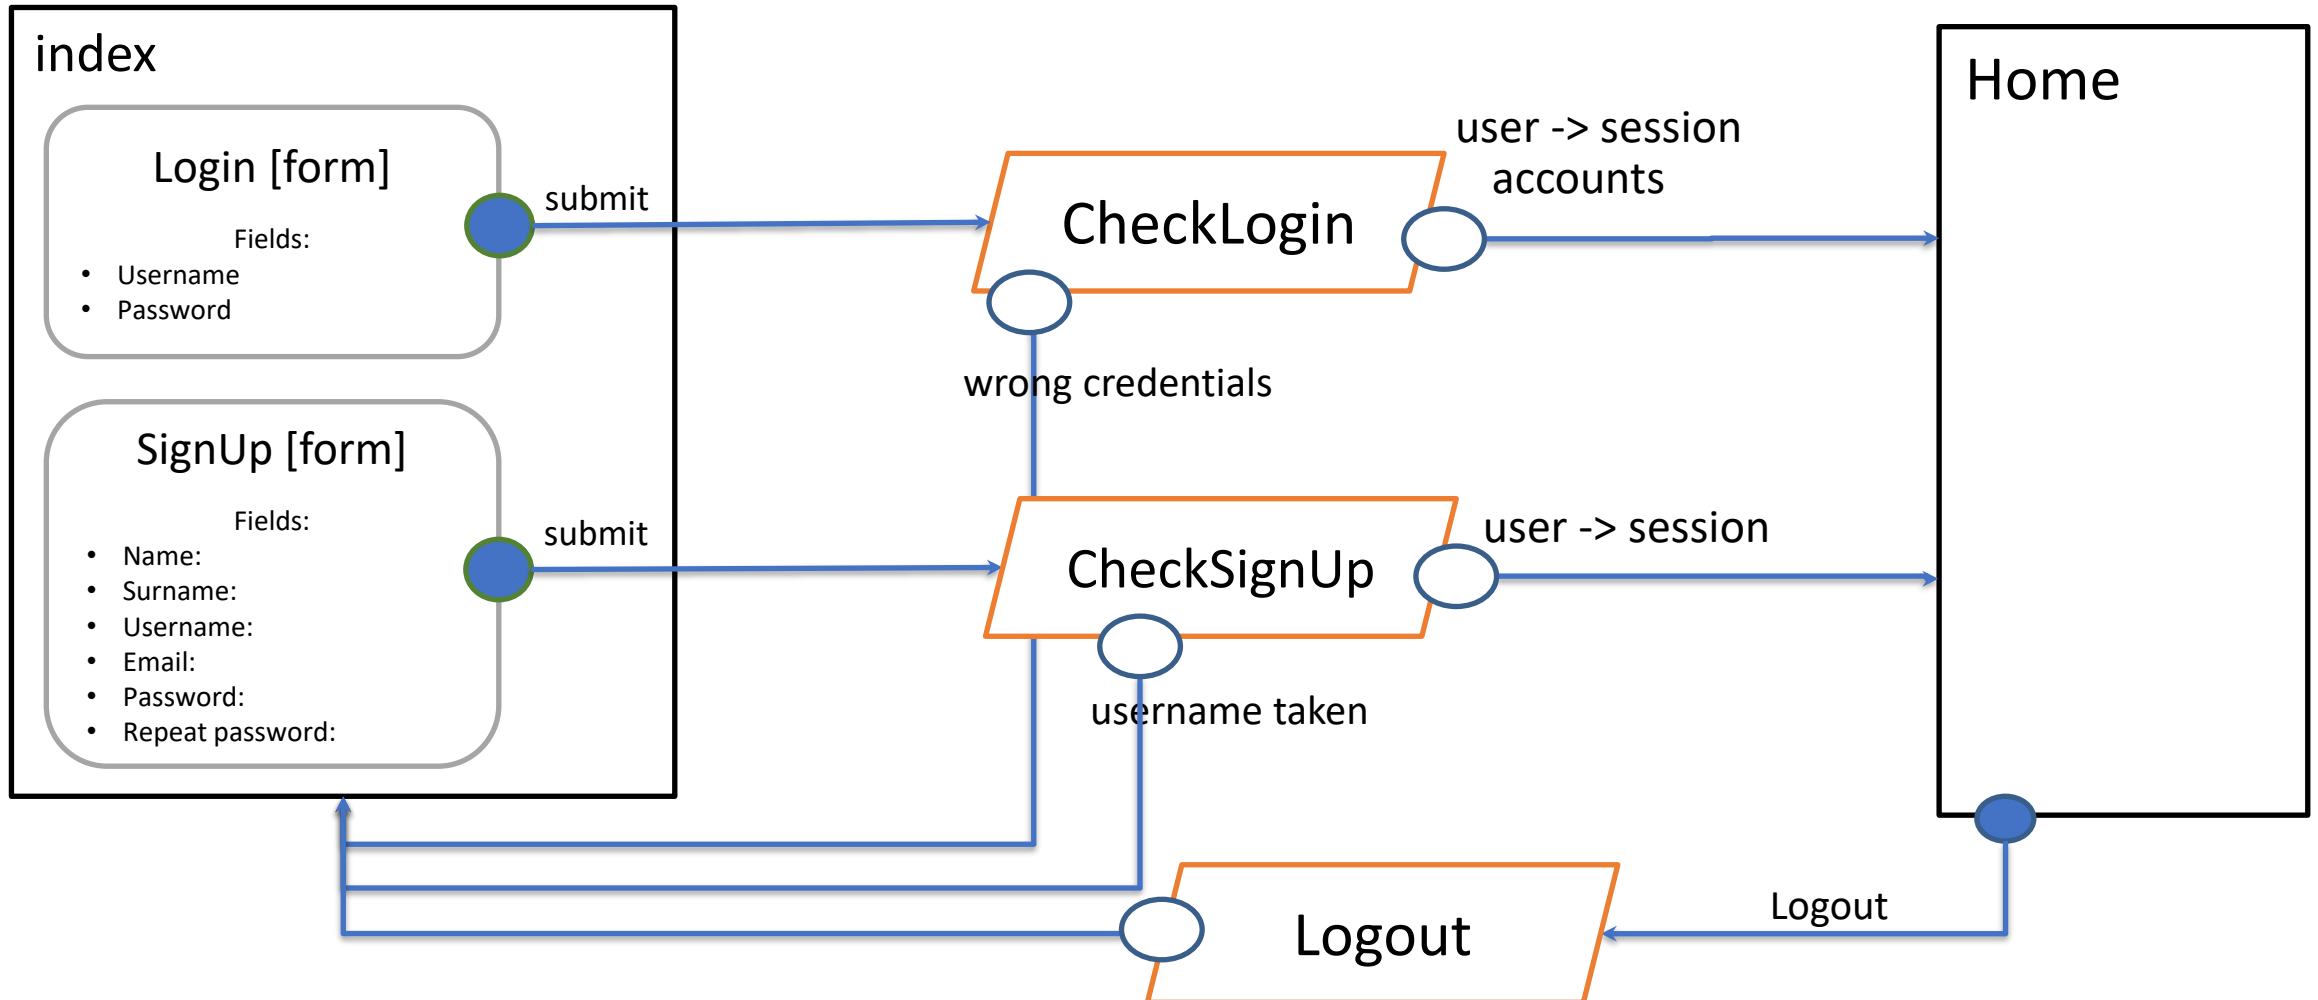 index
Login [form]
Fields:
• Username
• Password
submit
SignUp [form]
Fields:
• Name:
• Surname:
• Username:
• Email:
• Password:
• Repeat password:
submit
CheckLogin
user -> session
accounts
wrong credentials
CheckSignUp
user -> session
username taken
Home
Logout
Logout